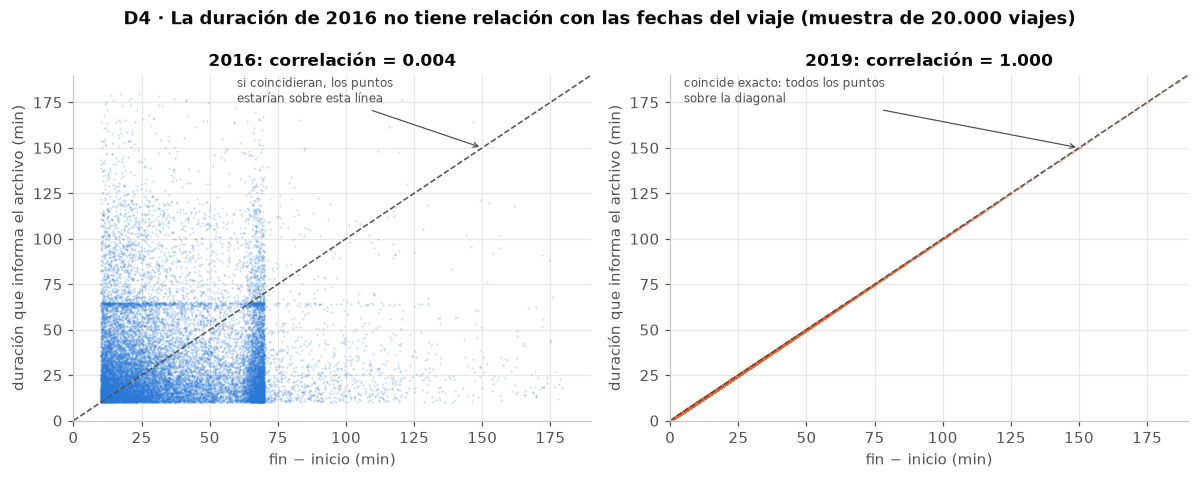 D4 · La duración de 2016 no tiene relación con las fechas del viaje (muestra de 20.000 viajes)
2016: correlación = 0.004
si coincidieran, los puntos
estarían sobre esta línea
duración que informa el archivo (min)
175
150
125
100
75
50
25
0
0 25 50 75 100 125 150 175
fin − inicio (min)
2019: correlación = 1.000
coincide exacto: todos los puntos
sobre la diagonal
duración que informa el archivo (min)
175
150
125
100
75
50
25
0
0 25 50 75 100 125 150 175
fin − inicio (min)